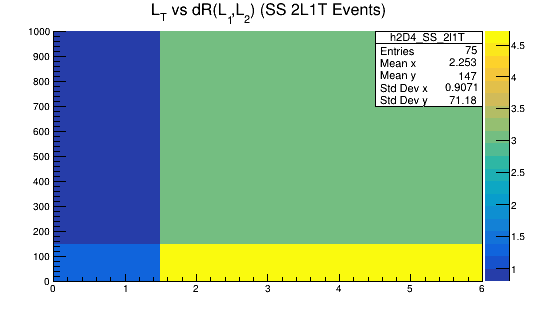 L_T vs dR(L_1,L_2) (SS 2L1T Events)
h2D4_SS_2l1T
Entries 75
Mean x 2.253
Mean y 147
Std Dev x 0.9071
Std Dev y 71.18
1000
900
800
700
600
500
400
300
200
100
0
0 1 2 3 4 5 6
4.5
4
3.5
3
2.5
2
1.5
1